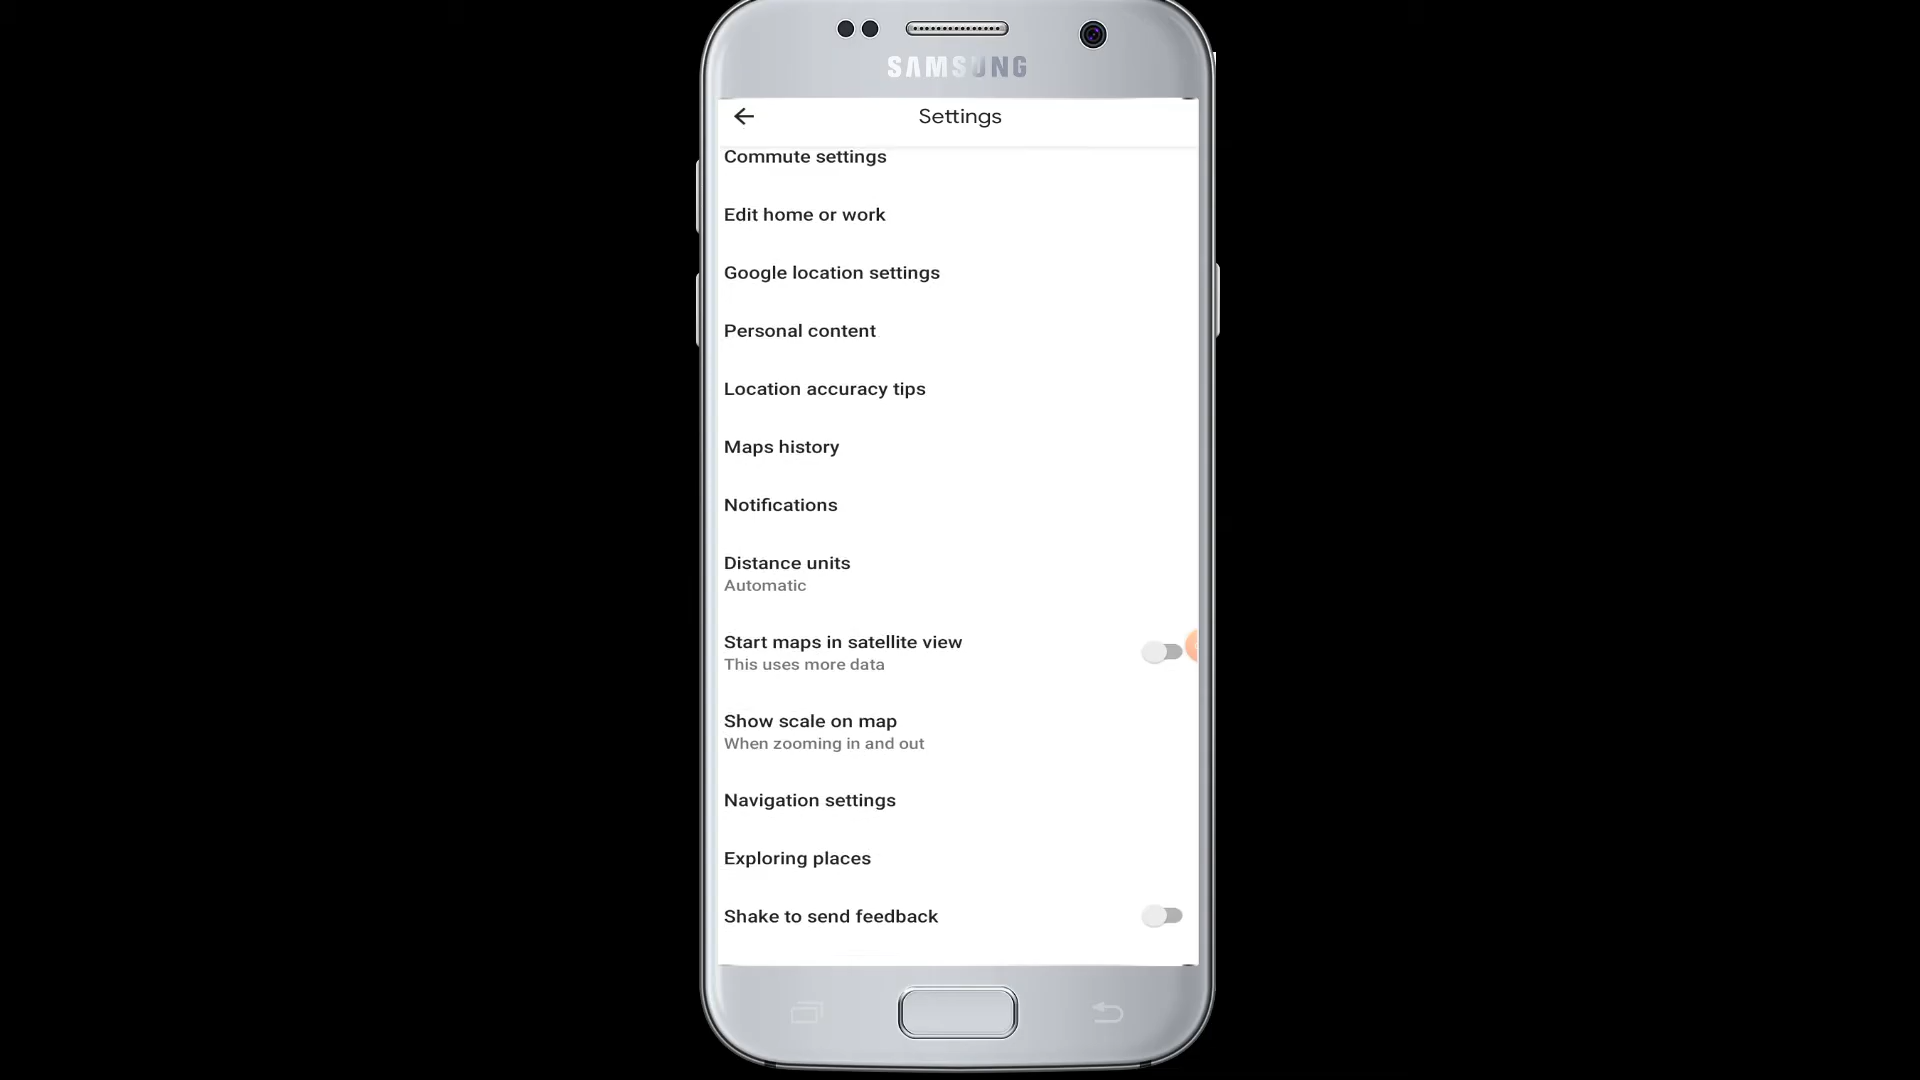 SAMSUNG
Settings
Commute settings
Edit home or work
Google location settings
Personal content
Location accuracy tips
Maps history
Notifications
Distance units
Automatic
Start maps in satellite view
This uses more data
Show scale on map
When zooming in and out
Navigation settings
Exploring places
Shake to send feedback